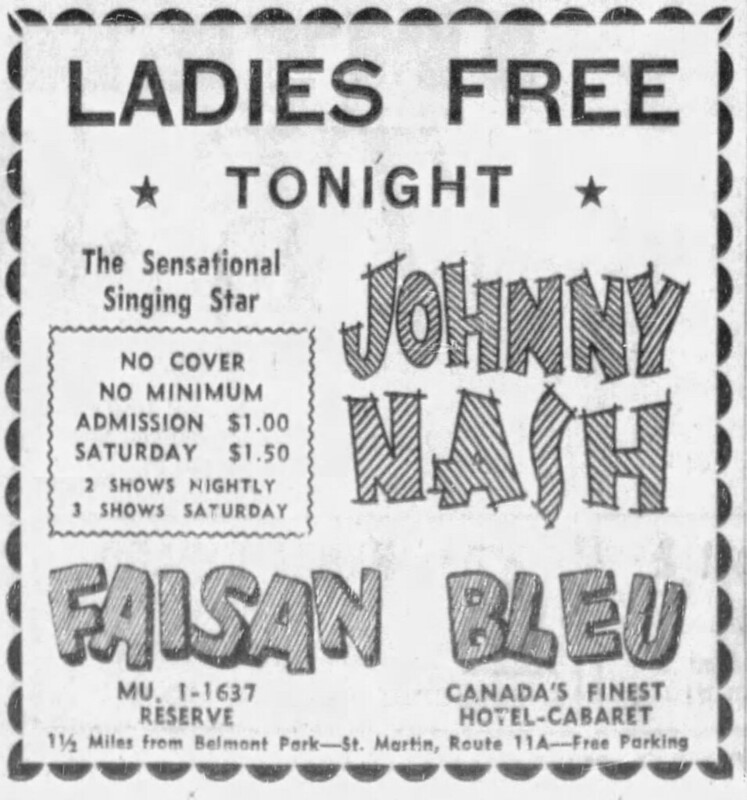 LADIES FREE
★ TONIGHT ★
The Sensational
Singing Star
JOHNNY
NASH
NO COVER
NO MINIMUM
ADMISSION $1.00
SATURDAY $1.50
2 SHOWS NIGHTLY
3 SHOWS SATURDAY
FAISAN BLEU
MU. 1-1637
RESERVE
CANADA'S FINEST
HOTEL-CABARET
1½ Miles from Belmont Park—St. Martin, Route 11A—Free Parking